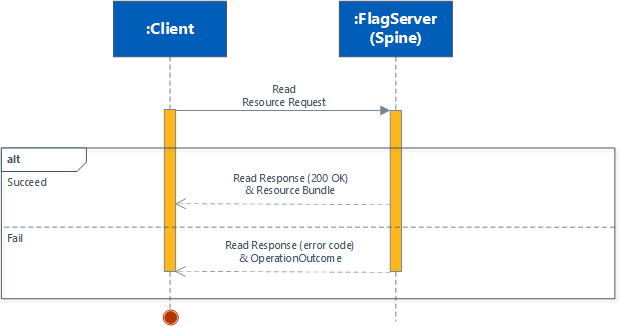 :Client
:FlagServer
(Spine)
Read
Resource Request
alt
Succeed
Read Response (200 OK)
& Resource Bundle
Fail
Read Response (error code)
& OperationOutcome